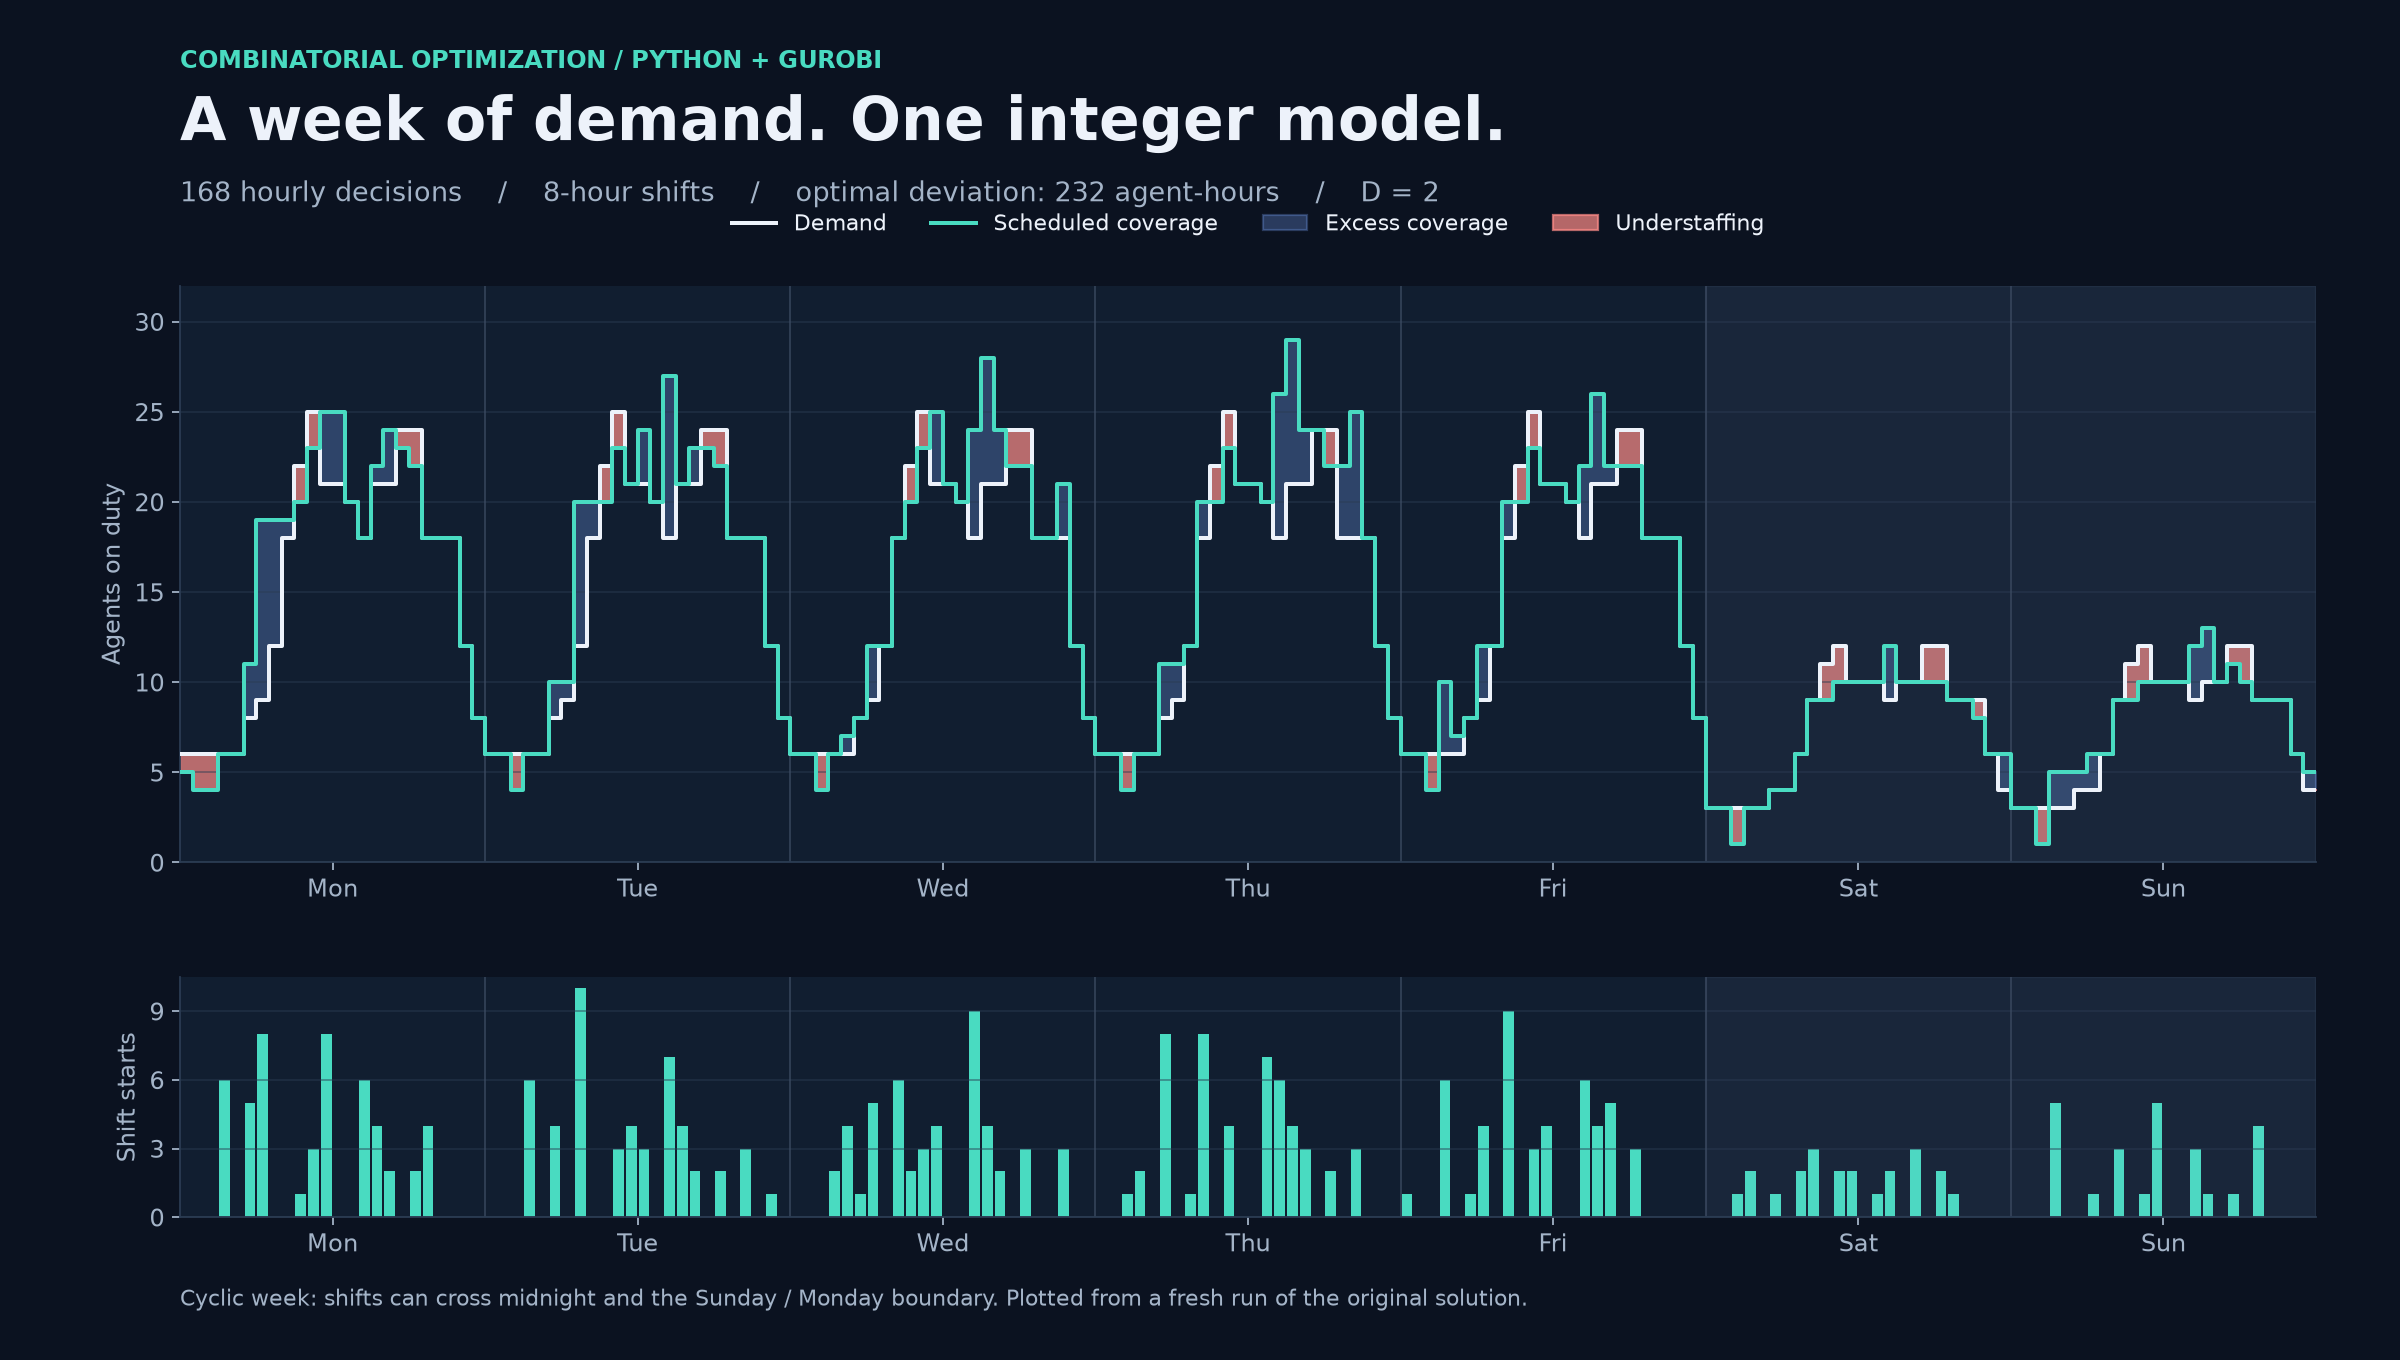 COMBINATORIAL OPTIMIZATION / PYTHON + GUROBI
A week of demand. One integer model.
168 hourly decisions / 8-hour shifts / optimal deviation: 232 agent-hours / D = 2
Demand Scheduled coverage Excess coverage Understaffing
Agents on duty
30
25
20
15
10
5
0
Mon Tue Wed Thu Fri Sat Sun
Shift starts
9
6
3
0
Mon Tue Wed Thu Fri Sat Sun
Cyclic week: shifts can cross midnight and the Sunday / Monday boundary. Plotted from a fresh run of the original solution.